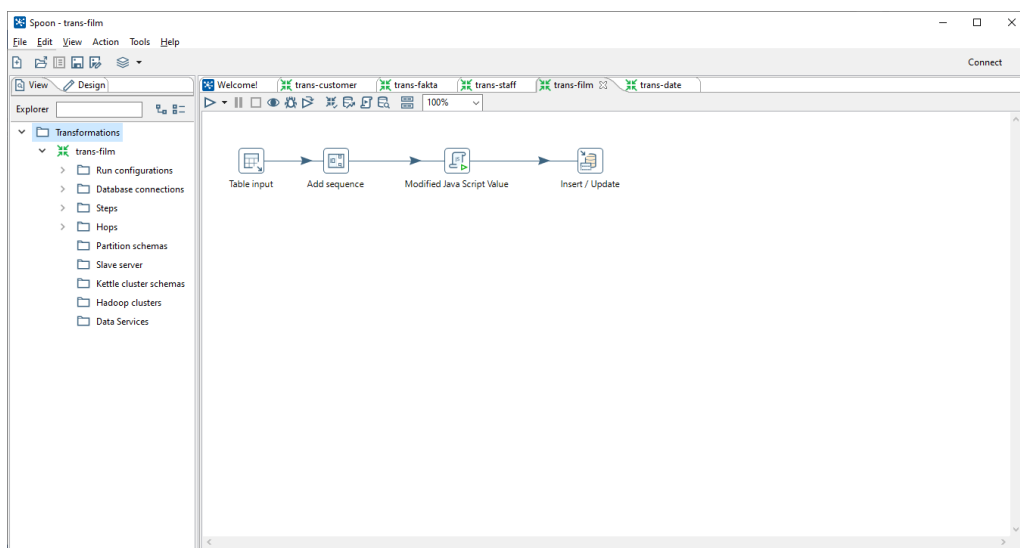 Spoon - trans-film
File Edit View Action Tools Help
Connect
View Design
Welcome! trans-customer trans-fakta trans-staff trans-film trans-date
Explorer
100%
Transformations
trans-film
Run configurations
Database connections
Steps
Hops
Partition schemas
Slave server
Kettle cluster schemas
Hadoop clusters
Data Services
Table input Add sequence Modified Java Script Value Insert / Update